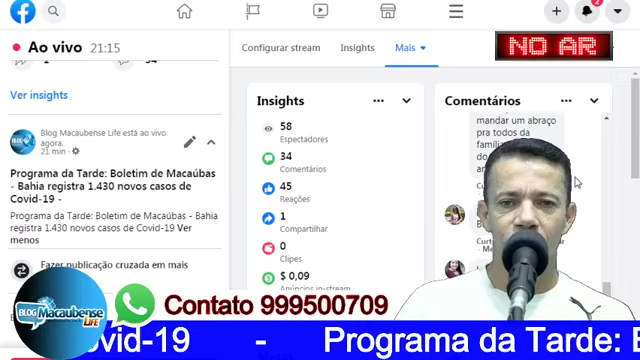 2
Ao vivo 21:15
Configurar stream
Insights
Mais
NO AR
Ver insights
Blog Macaubense Life está ao vivo
agora.
21 min
Programa da Tarde: Boletim de Macaúbas
- Bahia registra 1.430 novos casos de
Covid-19 -
Programa da Tarde: Boletim de Macaúbas - Bahia
registra 1.430 novos casos de Covid-19 Ver
menos
Fazer publicação cruzada em mais
Insights
58
Espectadores
34
Comentários
45
Reações
1
Compartilhar
0
Clipes
$ 0,09
Anúncios in-stream
Comentários
mandar um abraço
pra todos da
BLOG
Macaubense
LIFE
Contato 999500709
ovid-19 - Programa da Tarde: B